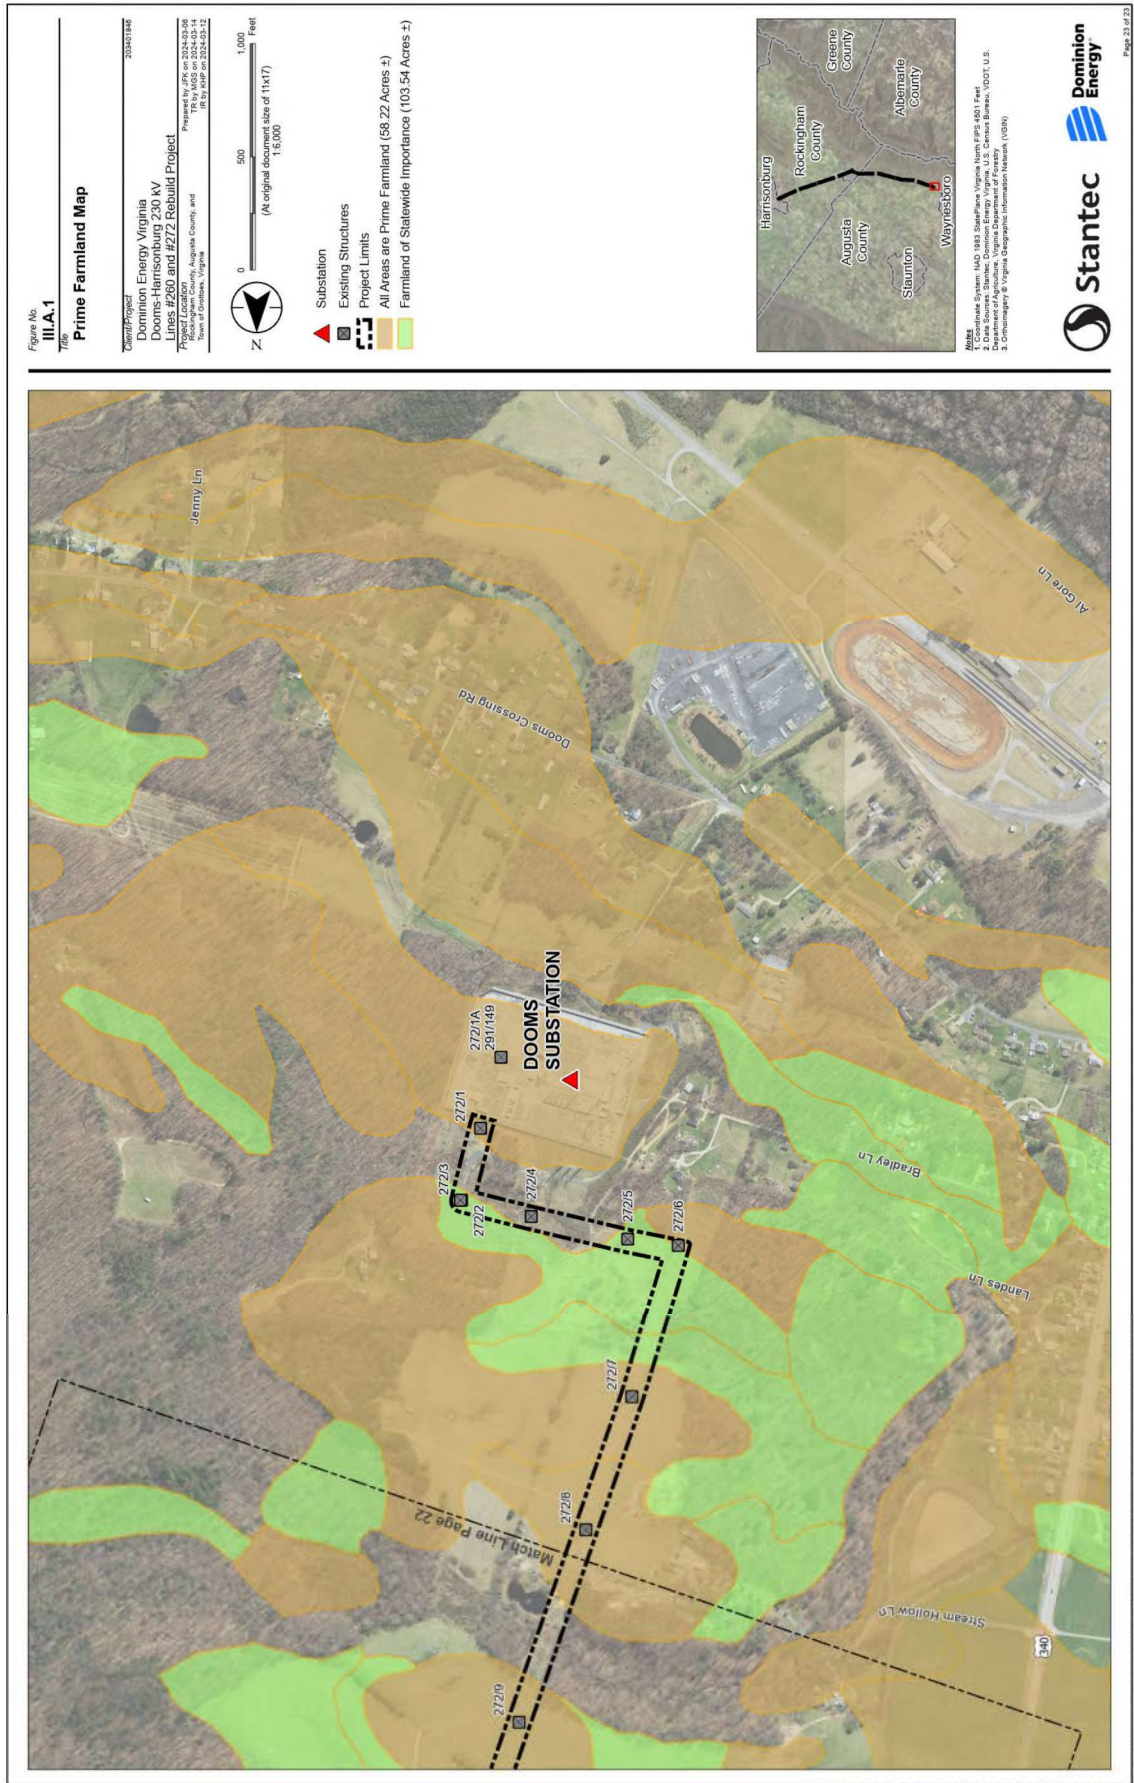 Figure No.
III.A.1
Title
Prime Farmland Map
Client/Project
203401846
Dominion Energy Virginia
Dooms-Harrisonburg 230 kV
Lines #260 and #272 Rebuild Project
Project Location
Rockingham County, Augusta County, and
Town of Grottoes, Virginia
Prepared by JFK on 2024-03-06
TR by MGS on 2024-03-14
IR by KHP on 2024-03-12
N
0 500 1,000
Feet
(At original document size of 11x17)
1:6,000
Substation
Existing Structures
Project Limits
All Areas are Prime Farmland (58.22 Acres ±)
Farmland of Statewide Importance (103.54 Acres ±)
Harrisonburg
Rockingham
County
Greene
County
Augusta
County
Albemarle
County
Staunton
Waynesboro
Notes
1. Coordinate System: NAD 1983 StatePlane Virginia North FIPS 4501 Feet
2. Data Sources: Stantec, Dominion Energy Virginia, U.S. Census Bureau, VDOT, U.S.
Department of Agriculture, Virginia Department of Forestry
3. Orthoimagery © Virginia Geographic Information Network (VGIN)
Stantec
Dominion
Energy®
Page 23 of 23
Jenny Ln
Dooms Crossing Rd
Al Gore Ln
272/1A
291/149
DOOMS
SUBSTATION
272/1
272/3
272/2
272/4
272/5
272/6
272/7
272/8
272/9
Bradley Ln
Landes Ln
Match Line Page 22
Stream Hollow Ln
340